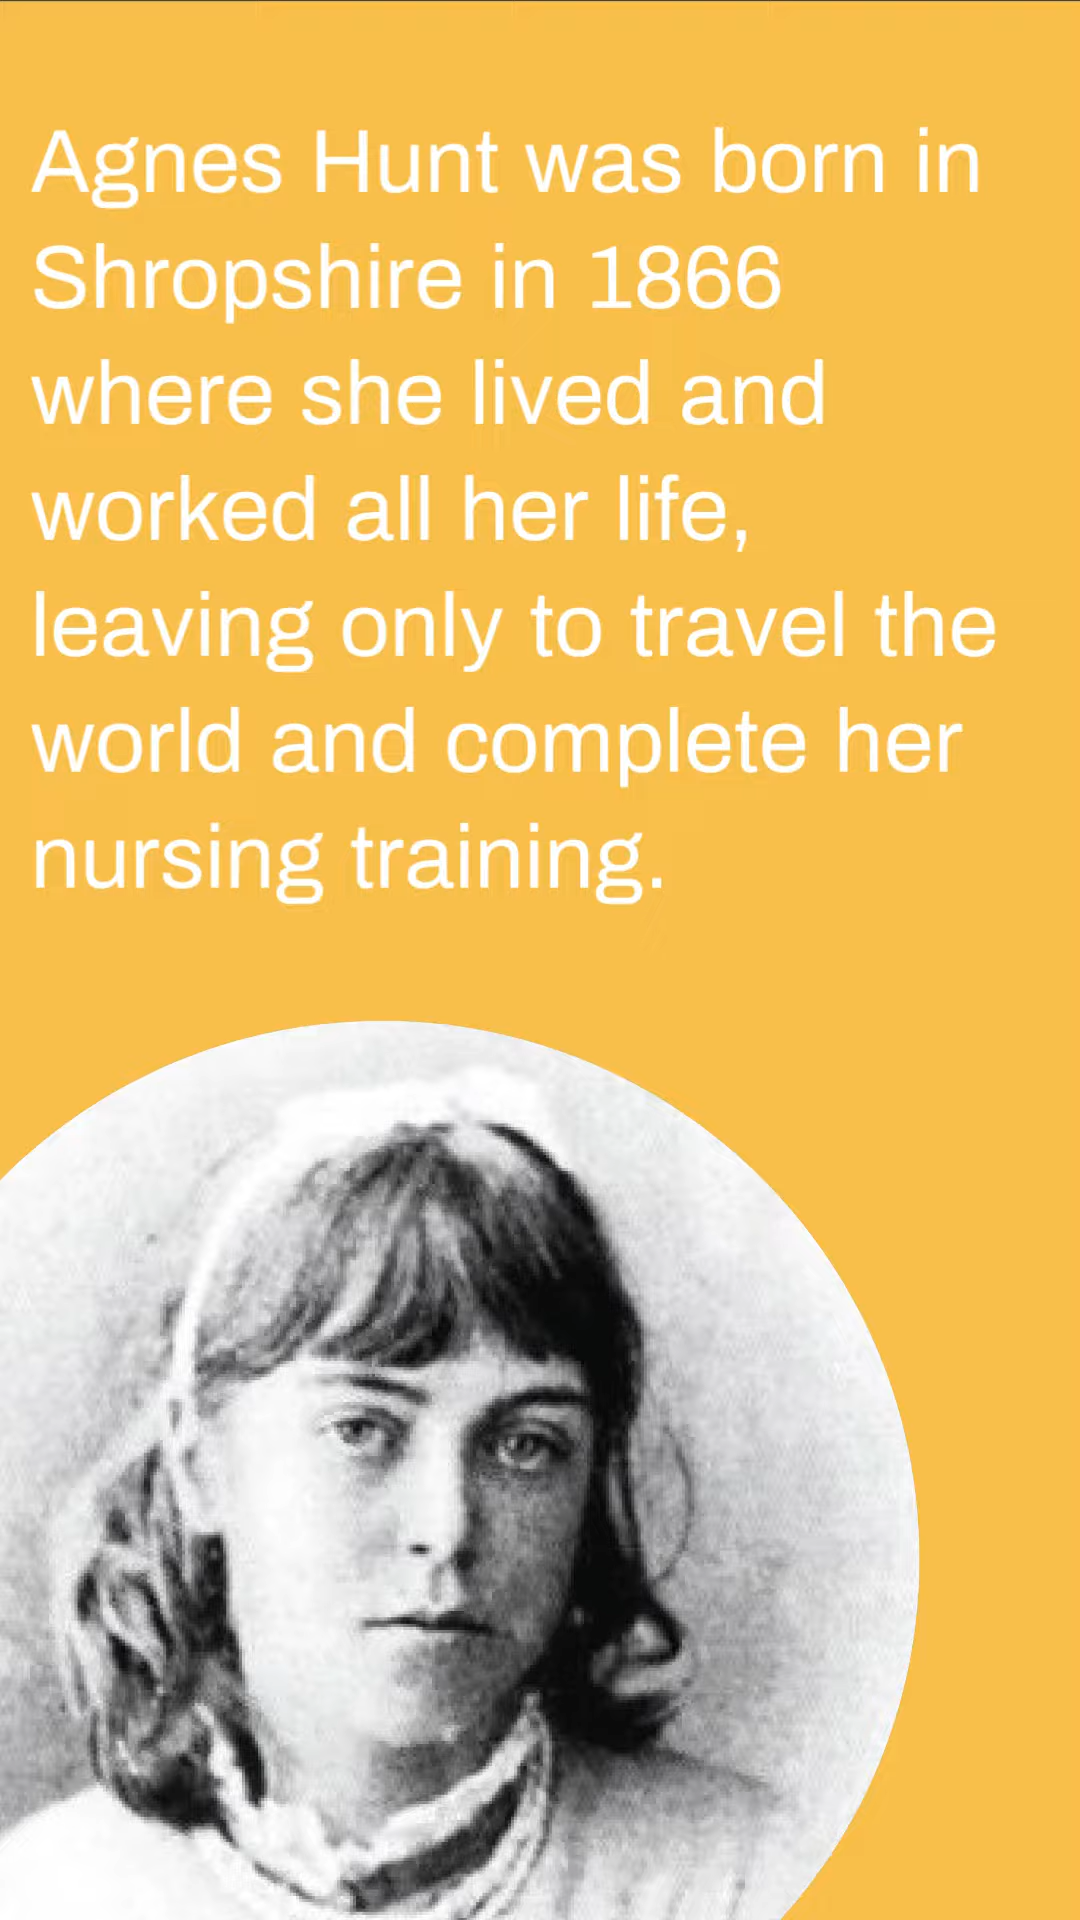 Agnes Hunt was born in
Shropshire in 1866
where she lived and
worked all her life,
leaving only to travel the
world and complete her
nursing training.